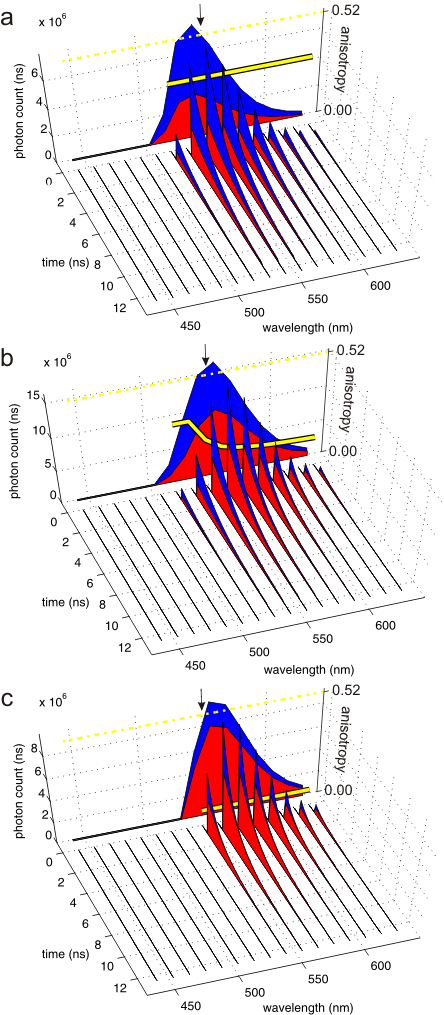 a
x 10⁶
0.52
anisotropy
0.00
photon count (ns)
6
4
2
0
0
2
4
6
8
10
12
time (ns)
450
500
550
600
wavelength (nm)
b
x 10⁶
0.52
anisotropy
0.00
photon count (ns)
15
10
5
0
0
2
4
6
8
10
12
time (ns)
450
500
550
600
wavelength (nm)
c
x 10⁶
0.52
anisotropy
0.00
photon count (ns)
8
6
4
2
0
0
2
4
6
8
10
12
time (ns)
450
500
550
600
wavelength (nm)